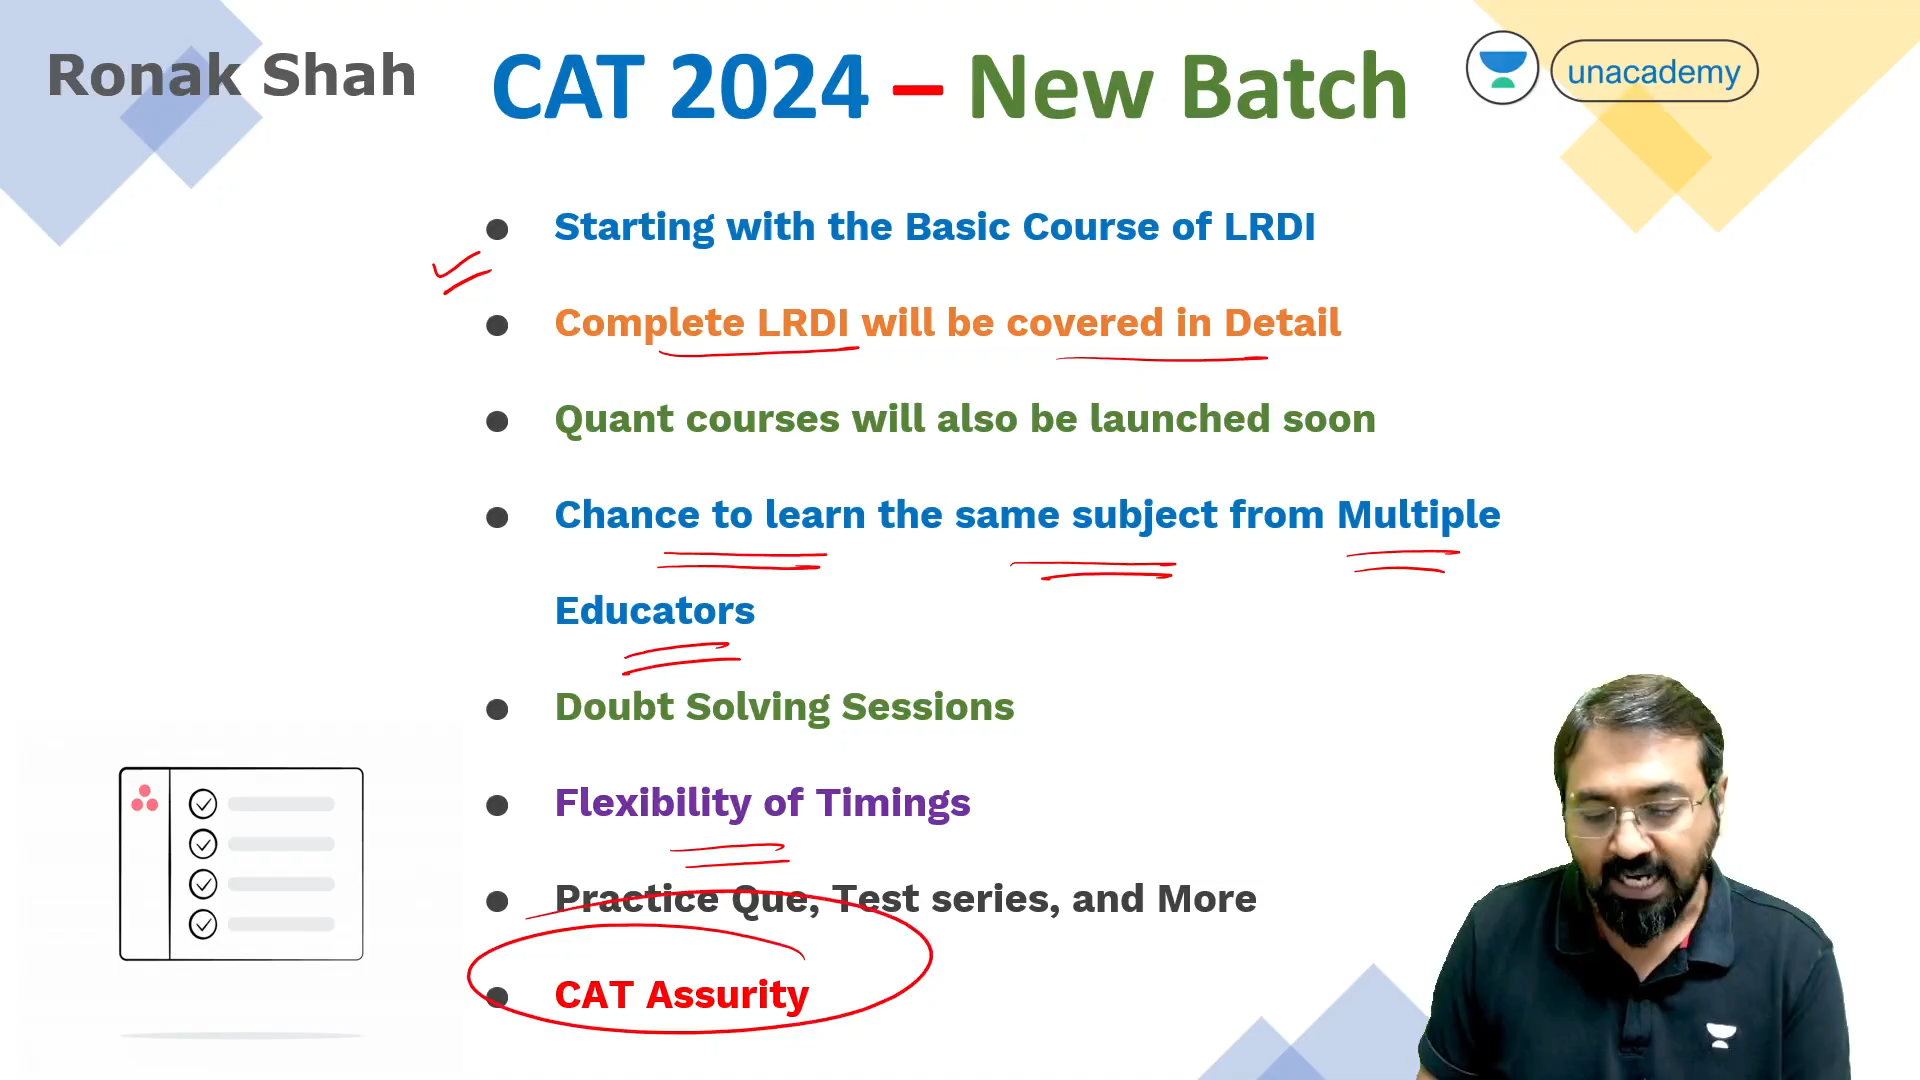 Ronak Shah
CAT 2024 – New Batch
unacademy
Starting with the Basic Course of LRDI
Complete LRDI will be covered in Detail
Quant courses will also be launched soon
Chance to learn the same subject from Multiple
Educators
Doubt Solving Sessions
Flexibility of Timings
Practice Que, Test series, and More
CAT Assurity